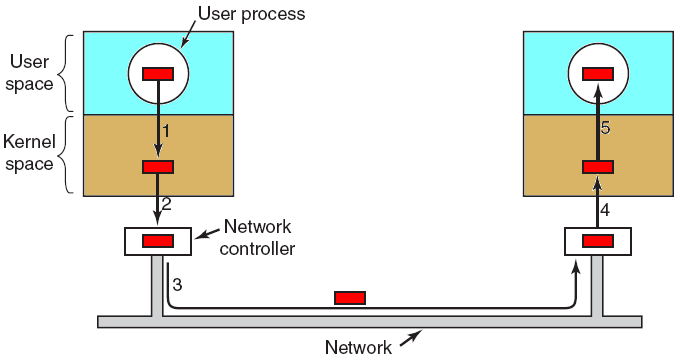 User process
User
space
Kernel
space
1
5
2
4
Network
controller
3
Network